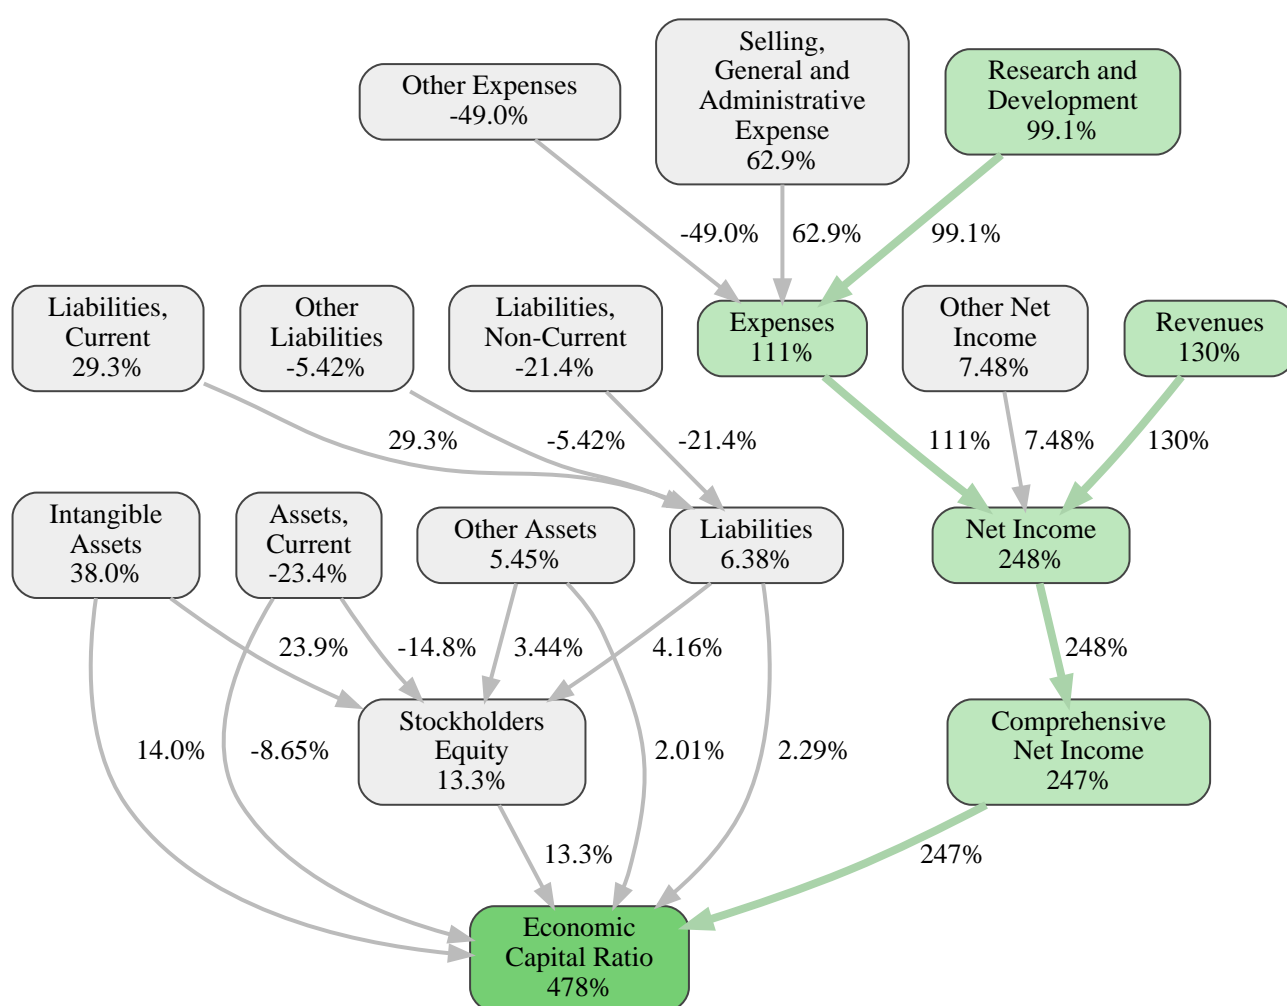 Selling,
General and
Administrative
Expense
62.9%
Other Expenses
-49.0%
Research and
Development
99.1%
-49.0%
62.9%
99.1%
Liabilities,
Current
29.3%
Other
Liabilities
-5.42%
Liabilities,
Non-Current
-21.4%
Expenses
111%
Other Net
Income
7.48%
Revenues
130%
29.3%
-5.42%
-21.4%
111%
7.48%
130%
Intangible
Assets
38.0%
Assets,
Current
-23.4%
Other Assets
5.45%
Liabilities
6.38%
Net Income
248%
23.9%
-14.8%
3.44%
4.16%
248%
Stockholders
Equity
13.3%
Comprehensive
Net Income
247%
14.0%
-8.65%
2.01%
2.29%
13.3%
247%
Economic
Capital Ratio
478%